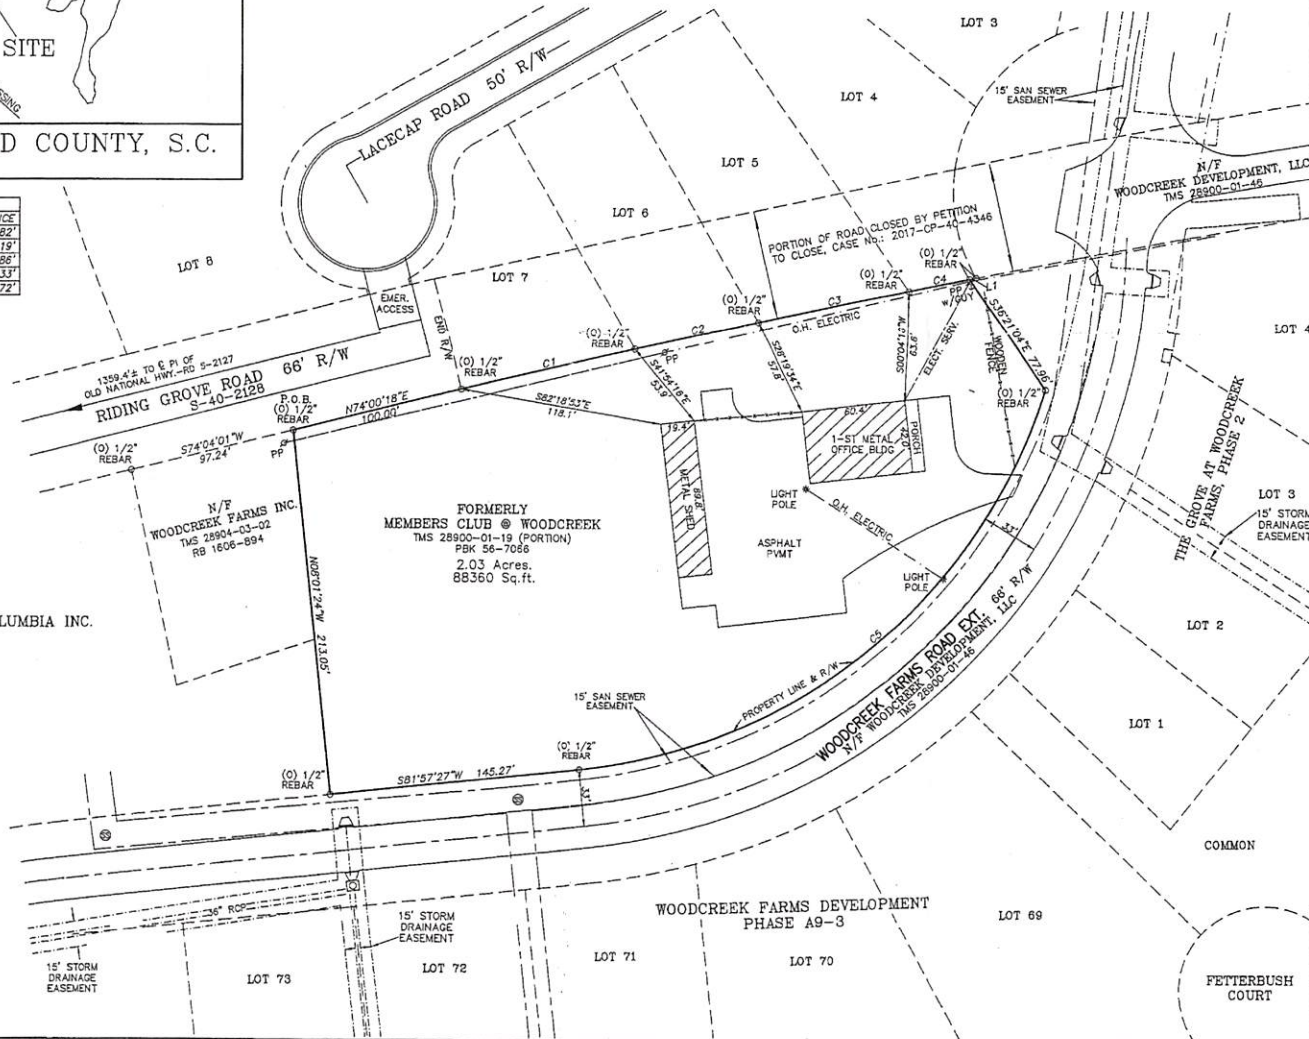 SITE
D COUNTY, S.C.
82'
19'
86'
33'
72'
LACECAP ROAD 50' R/W
LOT 3
LOT 4
LOT 5
LOT 6
LOT 7
LOT 8
15' SAN SEWER
EASEMENT
N/F
WOODCREEK DEVELOPMENT, LLC
TMS 28900-01-46
PORTION OF ROAD CLOSED BY PETITION
TO CLOSE, CASE No.: 2017-CP-40-4346
EMER.
ACCESS
END R/W
1359.4'± TO ℄ PI OF
OLD NATIONAL HWY.-RD S-2127
RIDING GROVE ROAD 66' R/W
S-40-2128
(O) 1/2"
REBAR
S74°04'01"W
97.24'
P.O.B.
(O) 1/2"
REBAR
PP
N74°00'18"E
100.00'
(O) 1/2"
REBAR
C1
(O) 1/2"
REBAR
PP
C2
(O) 1/2"
REBAR
C3
O.H. ELECTRIC
(O) 1/2"
REBAR
C4
(O) 1/2"
REBAR
PP
W/GUY
L1
S36°21'04"E 77.96'
(O) 1/2"
REBAR
WOODEN
FENCE
ELECT. SERV.
S00°04'10"W
63.6'
S28°19'34"E
57.8'
S41°54'16"E
53.9'
S82°18'53"E
118.1'
19.4'
METAL SHED
69.8'
60.4'
1-ST METAL
OFFICE BLDG
42.0'
PORCH
LIGHT
POLE
O.H. ELECTRIC
ASPHALT
PVMT
LIGHT
POLE
33'
N/F
WOODCREEK FARMS INC.
TMS 28904-03-02
RB 1606-894
FORMERLY
MEMBERS CLUB @ WOODCREEK
TMS 28900-01-19 (PORTION)
PBK 56-7066
2.03 Acres.
88360 Sq.ft.
N08°01'24"W 213.05'
LUMBIA INC.
(O) 1/2"
REBAR
S81°57'27"W 145.27'
(O) 1/2"
REBAR
33'
15' SAN SEWER
EASEMENT
PROPERTY LINE & R/W
C5
WOODCREEK FARMS ROAD EXT. 66' R/W
N/F WOODCREEK DEVELOPMENT, LLC
TMS 28900-01-46
THE GROVE AT WOODCREEK
FARMS, PHASE 2
LOT 4
LOT 3
15' STORM
DRAINAGE
EASEMENT
LOT 2
LOT 1
COMMON
SS
SS
36" RCP
15' STORM
DRAINAGE
EASEMENT
15' STORM
DRAINAGE
EASEMENT
LOT 73
LOT 72
LOT 71
LOT 70
LOT 69
WOODCREEK FARMS DEVELOPMENT
PHASE A9-3
FETTERBUSH
COURT